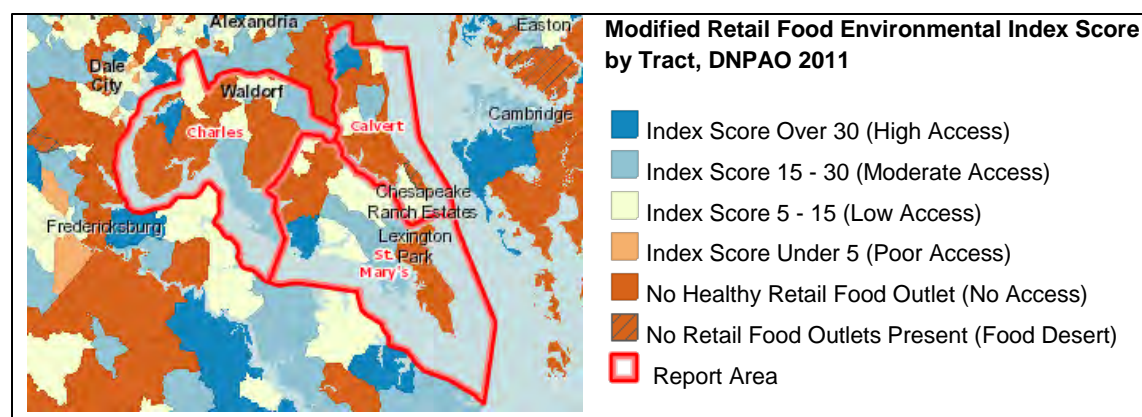 Alexandria
Easton
Dale
City
Waldorf
Cambridge
Charles
Calvert
Chesapeake
Ranch Estates
Fredericksburg
Lexington
Park
St.
Mary's
Modified Retail Food Environmental Index Score
by Tract, DNPAO 2011
Index Score Over 30 (High Access)
Index Score 15 - 30 (Moderate Access)
Index Score 5 - 15 (Low Access)
Index Score Under 5 (Poor Access)
No Healthy Retail Food Outlet (No Access)
No Retail Food Outlets Present (Food Desert)
Report Area